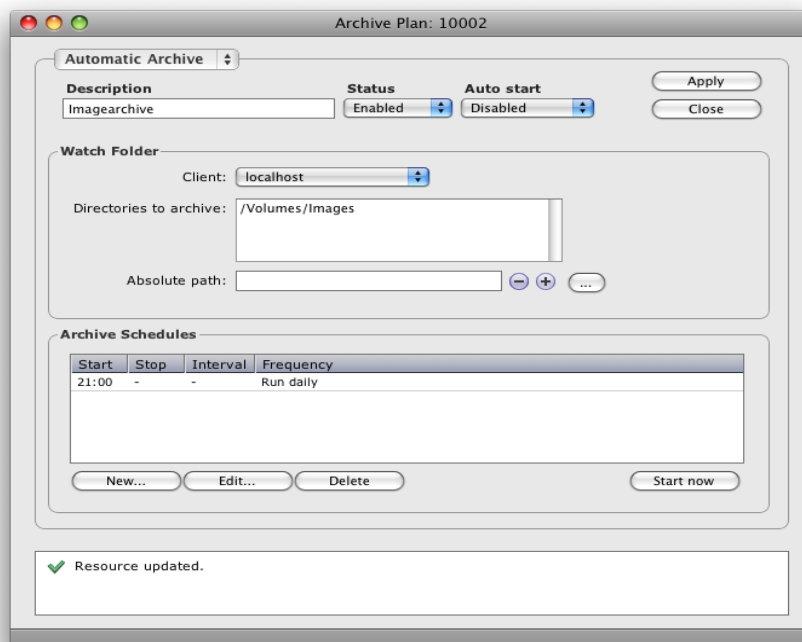 Archive Plan: 10002
Automatic Archive
Description Status Auto start
Imagearchive Enabled Disabled
Apply
Close
Watch Folder
Client: localhost
Directories to archive: /Volumes/Images
Absolute path: ...
Archive Schedules
Start Stop Interval Frequency
21:00 - - Run daily
New... Edit... Delete Start now
Resource updated.